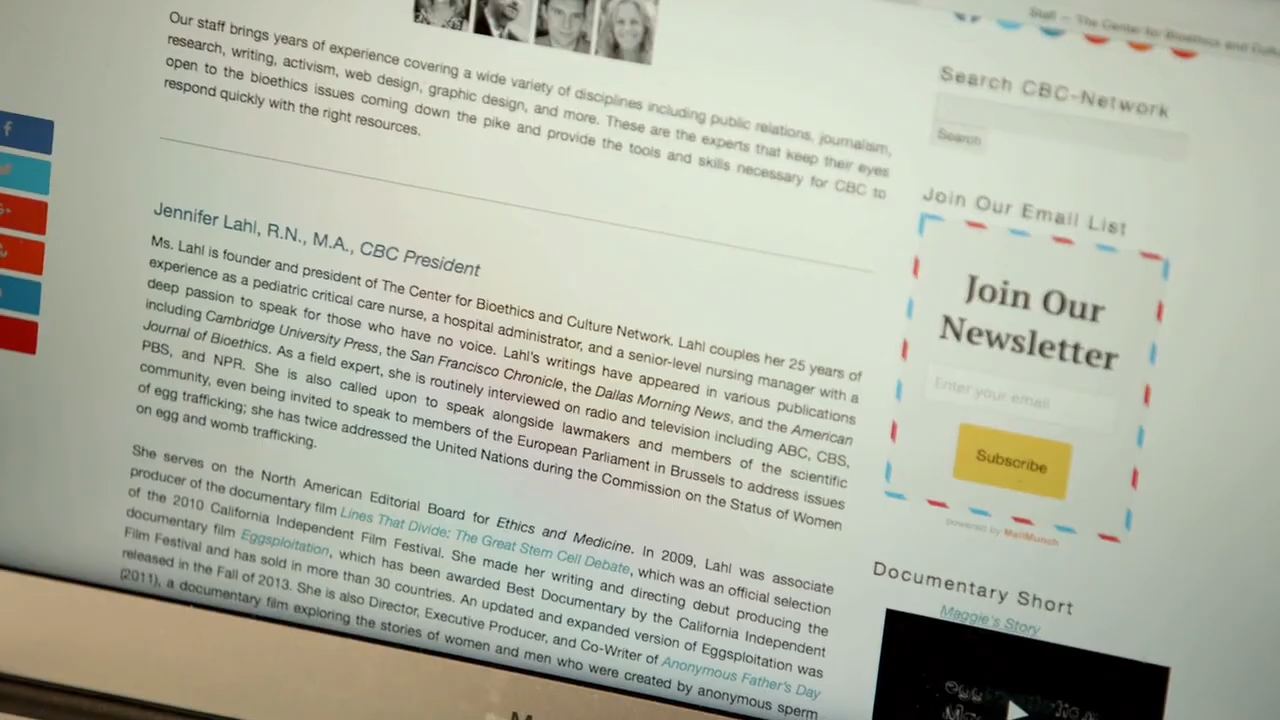 Staff — The Center for Bioethics and
Our staff brings years of experience covering a wide variety of disciplines including public relations, journalism,
research, writing, activism, web design, graphic design, and more. These are the experts that keep their eyes
open to the bioethics issues coming down the pike and provide the tools and skills necessary for CBC to
respond quickly with the right resources.
Jennifer Lahl, R.N., M.A., CBC President
Ms. Lahl is founder and president of The Center for Bioethics and Culture Network. Lahl couples her 25 years of
experience as a pediatric critical care nurse, a hospital administrator, and a senior-level nursing manager with a
deep passion to speak for those who have no voice. Lahl's writings have appeared in various publications
including Cambridge University Press, the San Francisco Chronicle, the Dallas Morning News, and the American
Journal of Bioethics. As a field expert, she is routinely interviewed on radio and television including ABC, CBS,
PBS, and NPR. She is also called upon to speak alongside lawmakers and members of the scientific
community, even being invited to speak to members of the European Parliament in Brussels to address issues
of egg trafficking; she has twice addressed the United Nations during the Commission on the Status of Women
on egg and womb trafficking.
She serves on the North American Editorial Board for Ethics and Medicine. In 2009, Lahl was associate
producer of the documentary film Lines That Divide: The Great Stem Cell Debate, which was an official selection
of the 2010 California Independent Film Festival. She made her writing and directing debut producing the
documentary film Eggsploitation, which has been awarded Best Documentary by the California Independent
Film Festival and has sold in more than 30 countries. An updated and expanded version of Eggsploitation was
released in the Fall of 2013. She is also Director, Executive Producer, and Co-Writer of Anonymous Father's Day
(2011), a documentary film exploring the stories of women and men who were created by anonymous sperm
Search CBC-Network
Search
Join Our Email List
Join Our
Newsletter
Enter your email
Subscribe
powered by MailMunch
Documentary Short
Maggie's Story